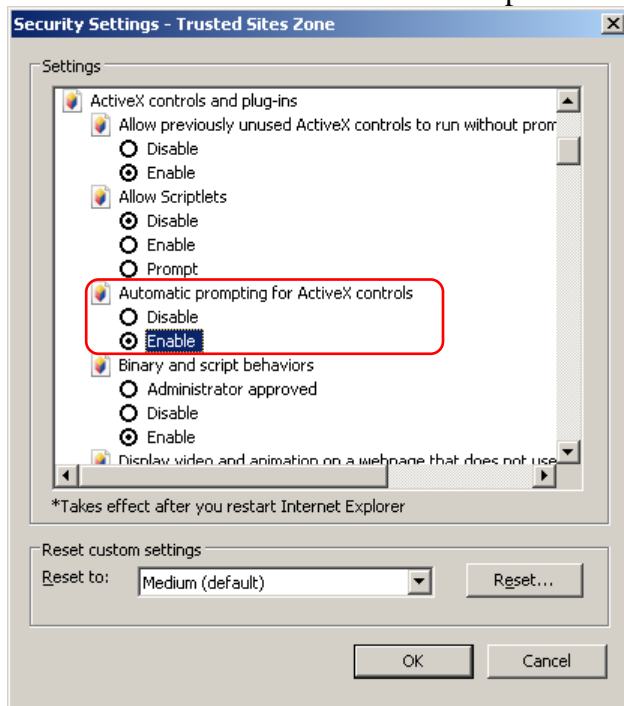 Security Settings - Trusted Sites Zone
Settings
ActiveX controls and plug-ins
Allow previously unused ActiveX controls to run without prom
Disable
Enable
Allow Scriptlets
Disable
Enable
Prompt
Automatic prompting for ActiveX controls
Disable
Enable
Binary and script behaviors
Administrator approved
Disable
Enable
Display video and animation on a webpage that does not use
*Takes effect after you restart Internet Explorer
Reset custom settings
Reset to: Medium (default) Reset...
OK Cancel